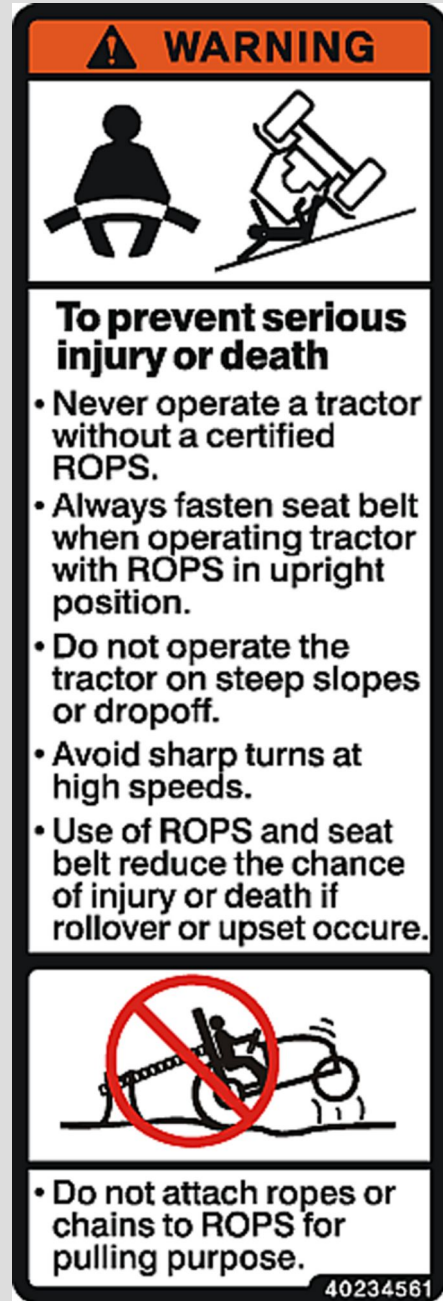 WARNING
To prevent serious
injury or death
• Never operate a tractor
without a certified
ROPS.
• Always fasten seat belt
when operating tractor
with ROPS in upright
position.
• Do not operate the
tractor on steep slopes
or dropoff.
• Avoid sharp turns at
high speeds.
• Use of ROPS and seat
belt reduce the chance
of injury or death if
rollover or upset occure.
• Do not attach ropes or
chains to ROPS for
pulling purpose.
40234561